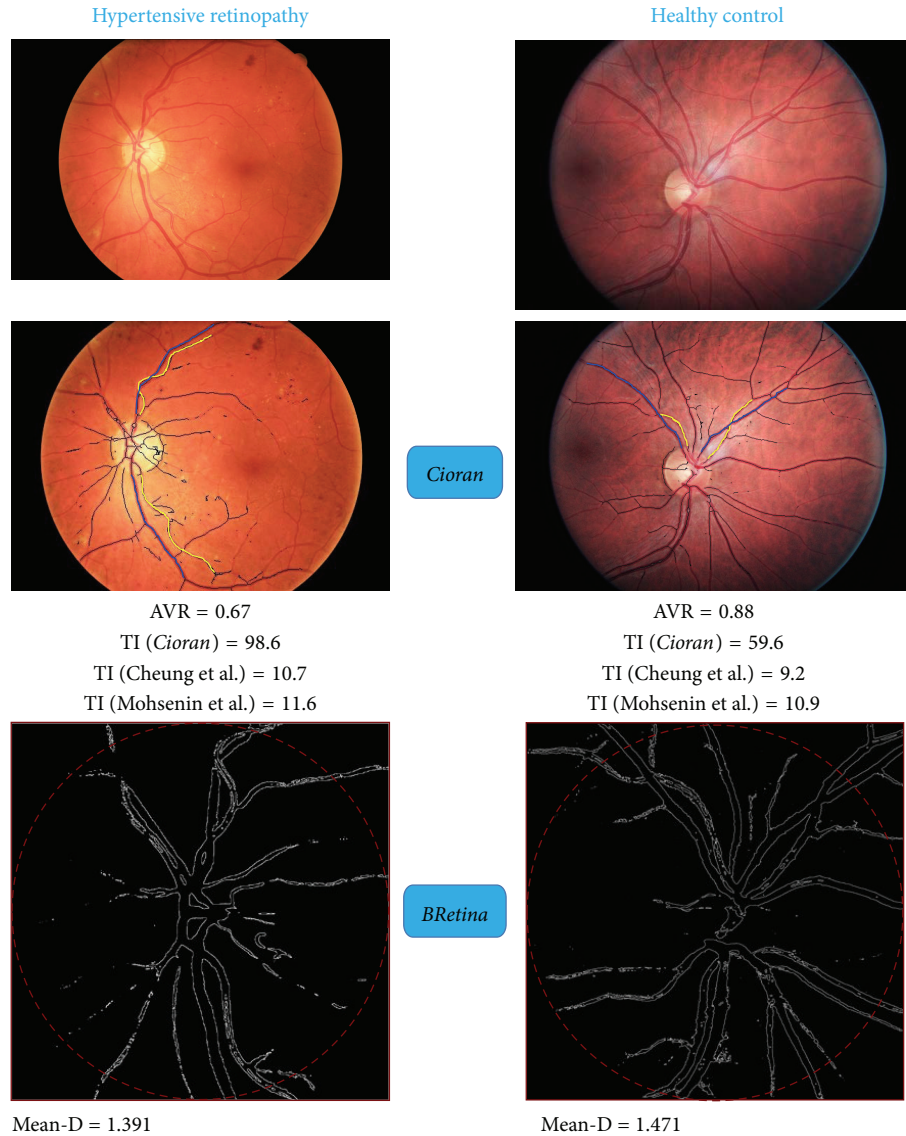 Hypertensive retinopathy
Healthy control
Cioran
AVR = 0.67
TI (Cioran) = 98.6
TI (Cheung et al.) = 10.7
TI (Mohsenin et al.) = 11.6
AVR = 0.88
TI (Cioran) = 59.6
TI (Cheung et al.) = 9.2
TI (Mohsenin et al.) = 10.9
BRetina
Mean-D = 1.391
Mean-D = 1.471